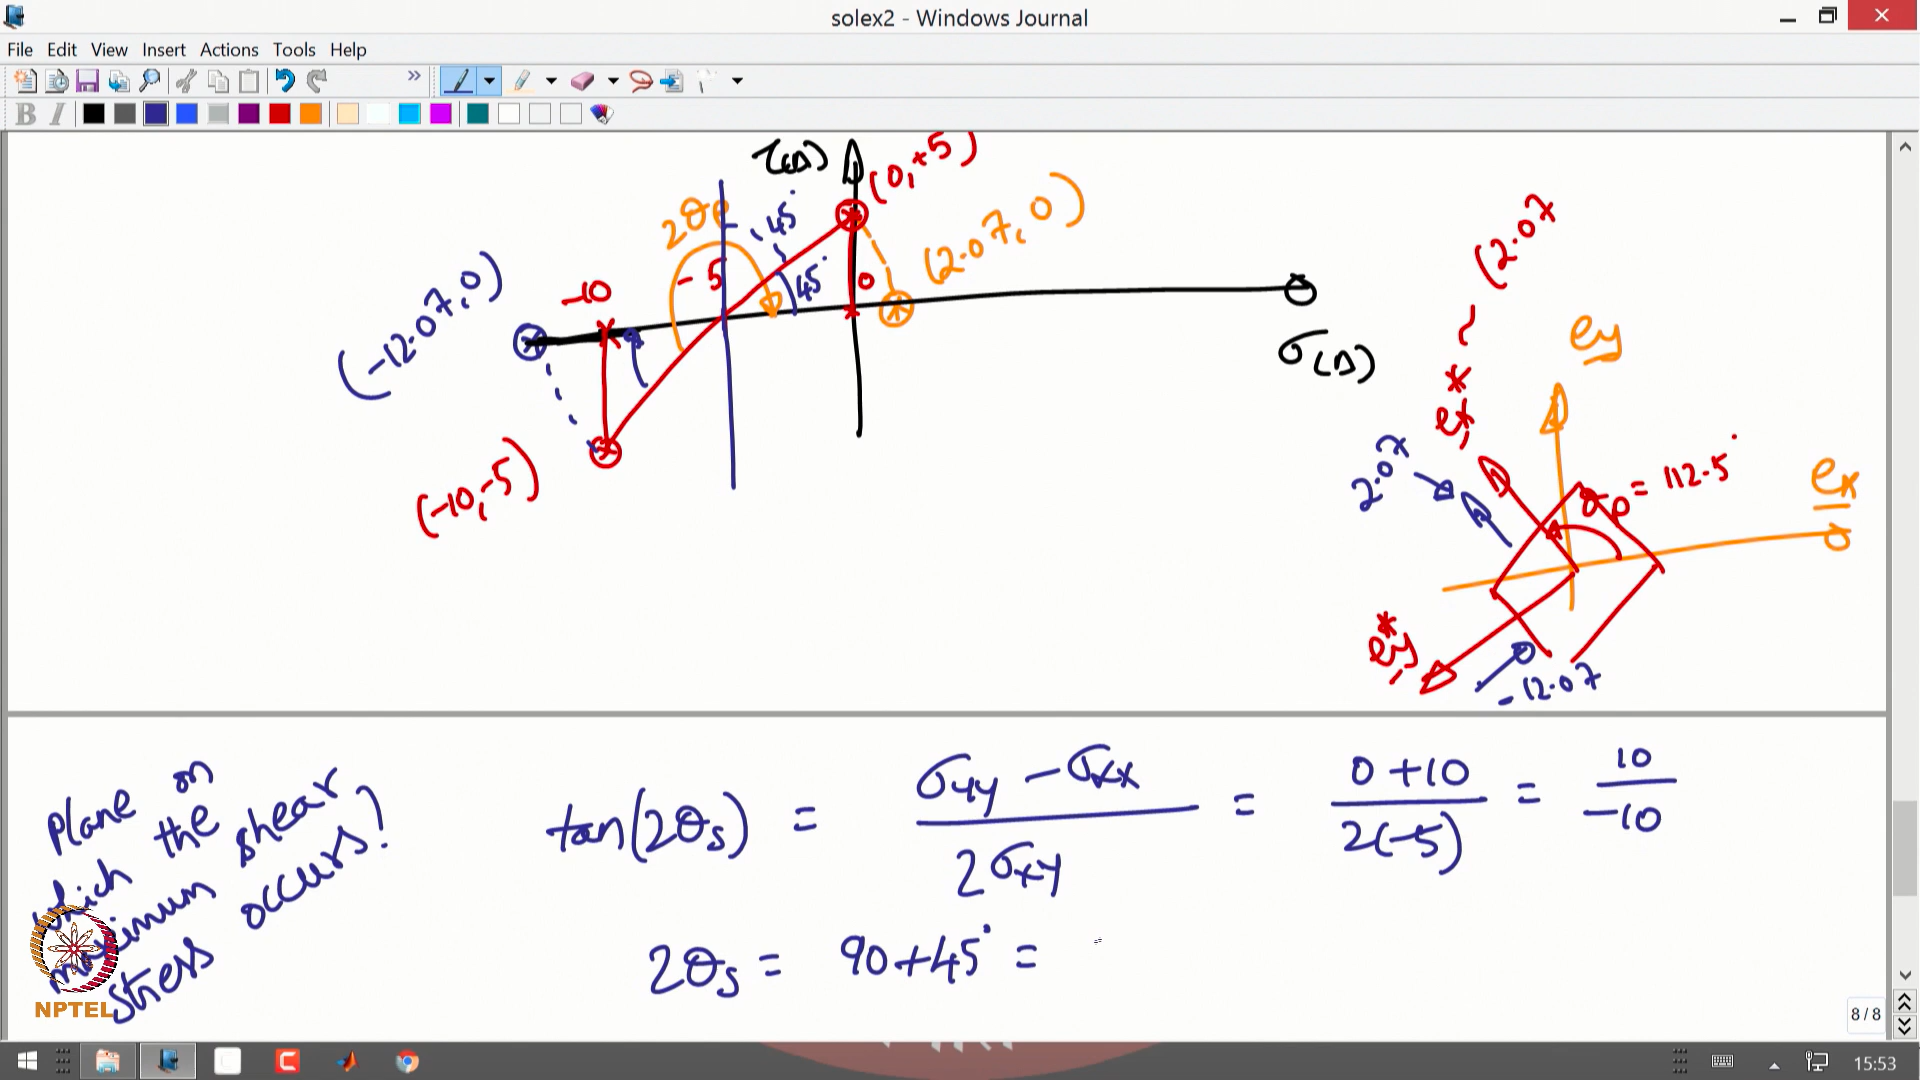 solex2 - Windows Journal
File Edit View Insert Actions Tools Help
B I
τ(Δ)
(0,+5)
2θp
45°
-5
45°
0
(2.07,0)
-10
(-12.07,0)
σ(Δ)
(-10,-5)
(2.07
ey
ex*
2.07
θp = 112.5°
ex
ey*
-12.07
plane on
which the
maximum shear
stress occurs?
tan(2θs) = σyy - σxx / 2σxy = 0+10 / 2(-5) = 10 / -10
2θs = 90+45° =
NPTEL
8 / 8
15:53